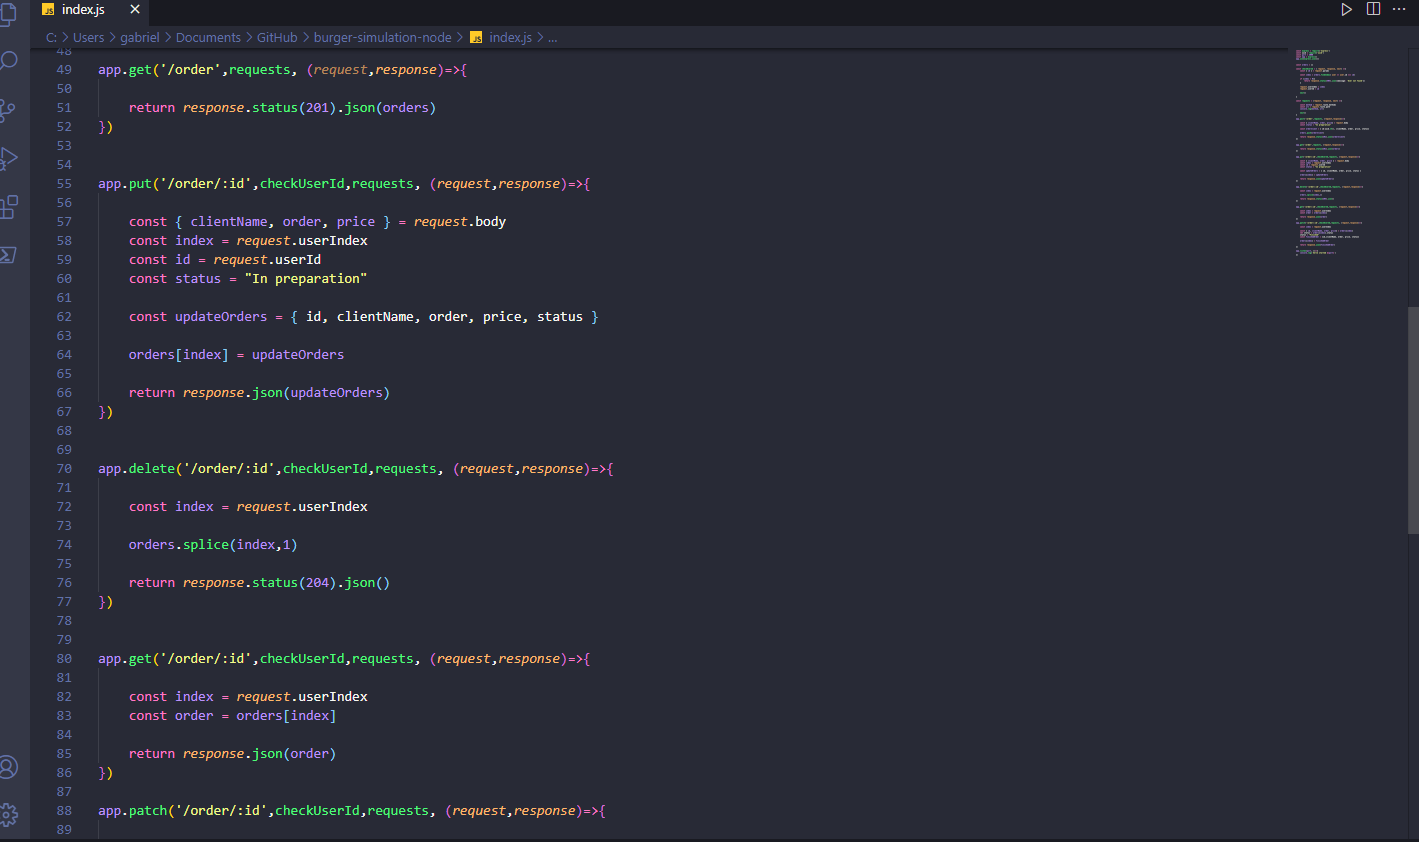 JS index.js
C: > Users > gabriel > Documents > GitHub > burger-simulation-node > JS index.js > ...
48
49 app.get('/order',requests, (request,response)=>{
50
51 return response.status(201).json(orders)
52 })
53
54
55 app.put('/order/:id',checkUserId,requests, (request,response)=>{
56
57 const { clientName, order, price } = request.body
58 const index = request.userIndex
59 const id = request.userId
60 const status = "In preparation"
61
62 const updateOrders = { id, clientName, order, price, status }
63
64 orders[index] = updateOrders
65
66 return response.json(updateOrders)
67 })
68
69
70 app.delete('/order/:id',checkUserId,requests, (request,response)=>{
71
72 const index = request.userIndex
73
74 orders.splice(index,1)
75
76 return response.status(204).json()
77 })
78
79
80 app.get('/order/:id',checkUserId,requests, (request,response)=>{
81
82 const index = request.userIndex
83 const order = orders[index]
84
85 return response.json(order)
86 })
87
88 app.patch('/order/:id',checkUserId,requests, (request,response)=>{
89